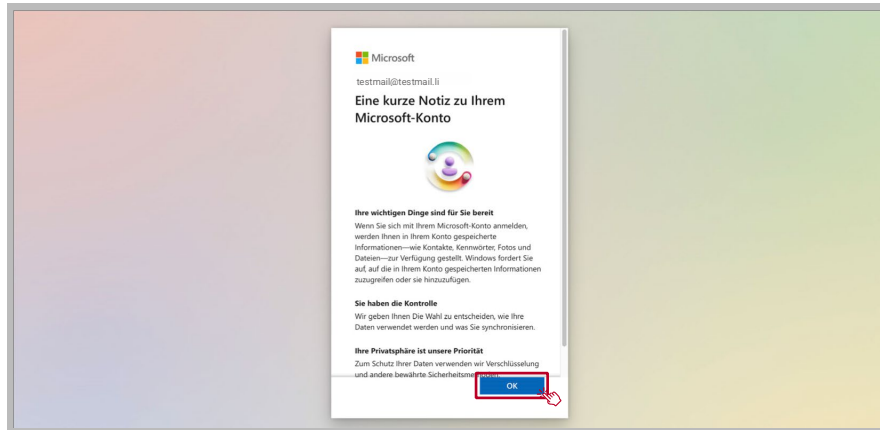 Microsoft
testmail@testmail.li
Eine kurze Notiz zu Ihrem
Microsoft-Konto
Ihre wichtigen Dinge sind für Sie bereit
Wenn Sie sich mit Ihrem Microsoft-Konto anmelden,
werden Ihnen in Ihrem Konto gespeicherte
Informationen—wie Kontakte, Kennwörter, Fotos und
Dateien—zur Verfügung gestellt. Windows fordert Sie
auf, auf die in Ihrem Konto gespeicherten Informationen
zuzugreifen oder sie hinzuzufügen.
Sie haben die Kontrolle
Wir geben Ihnen Die Wahl zu entscheiden, wie Ihre
Daten verwendet werden und was Sie synchronisieren.
Ihre Privatsphäre ist unsere Priorität
Zum Schutz Ihrer Daten verwenden wir Verschlüsselung
und andere bewährte
OK